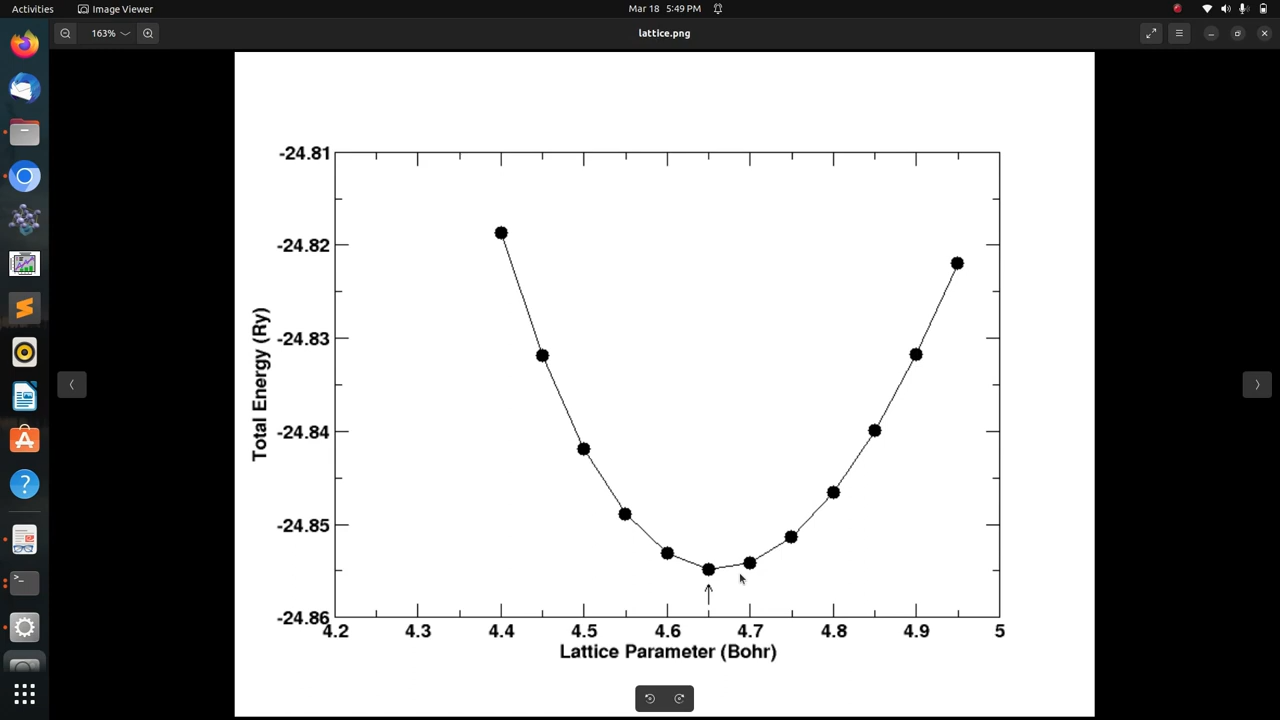 Activities
Image Viewer
Mar 18 5:49 PM
163%
lattice.png
-24.81
-24.82
-24.83
-24.84
-24.85
-24.86
Total Energy (Ry)
4.2 4.3 4.4 4.5 4.6 4.7 4.8 4.9 5
Lattice Parameter (Bohr)